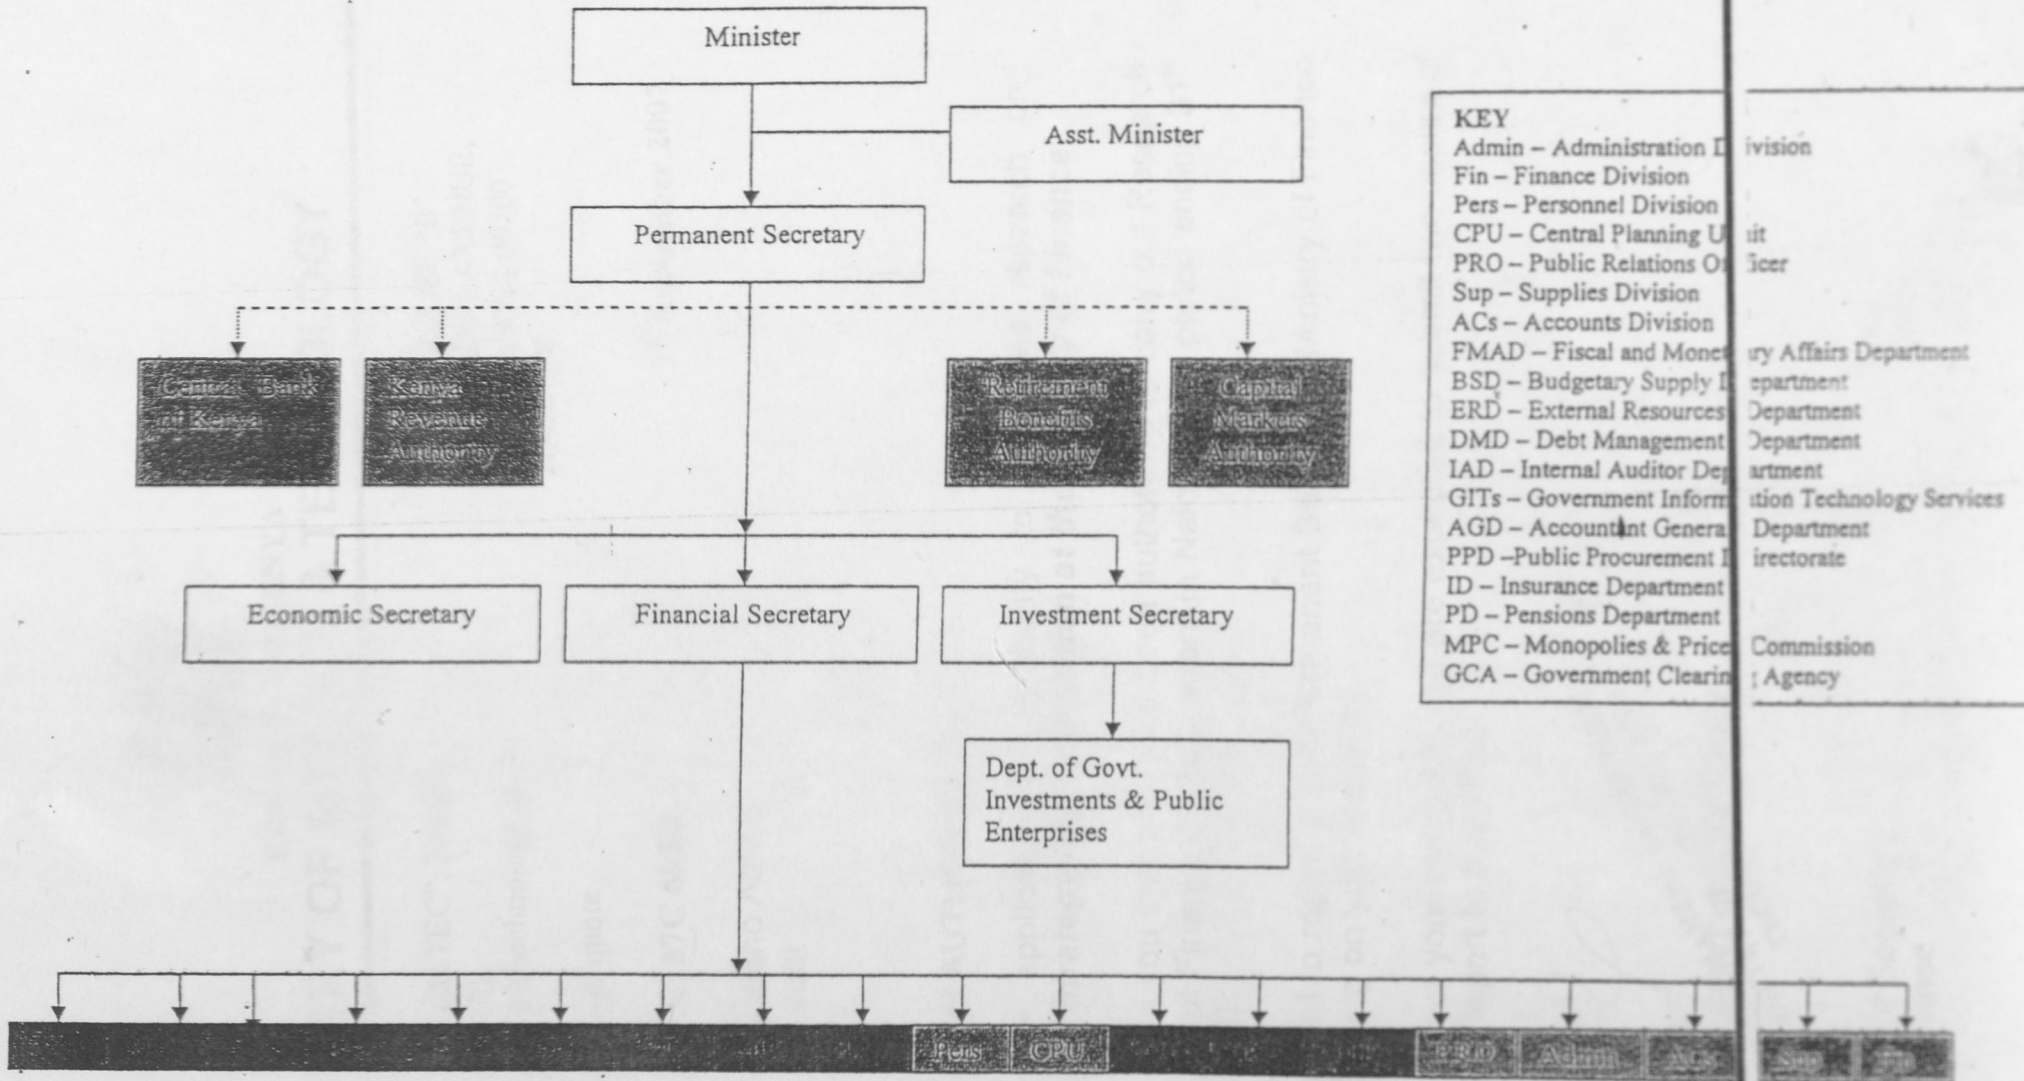 Minister
Asst. Minister
Permanent Secretary
Central Bank
of Kenya
Kenya
Revenue
Authority
Retirement
Benefits
Authority
Capital
Markets
Authority
Economic Secretary
Financial Secretary
Investment Secretary
Dept. of Govt.
Investments & Public
Enterprises
KEY
Admin – Administration Division
Fin – Finance Division
Pers – Personnel Division
CPU – Central Planning Unit
PRO – Public Relations Officer
Sup – Supplies Division
ACs – Accounts Division
FMAD – Fiscal and Monetary Affairs Department
BSD – Budgetary Supply Department
ERD – External Resources Department
DMD – Debt Management Department
IAD – Internal Auditor Department
GITs – Government Information Technology Services
AGD – Accountant General Department
PPD –Public Procurement Directorate
ID – Insurance Department
PD – Pensions Department
MPC – Monopolies & Prices Commission
GCA – Government Clearing Agency
Pers CPU Admin ACs Sup Fin